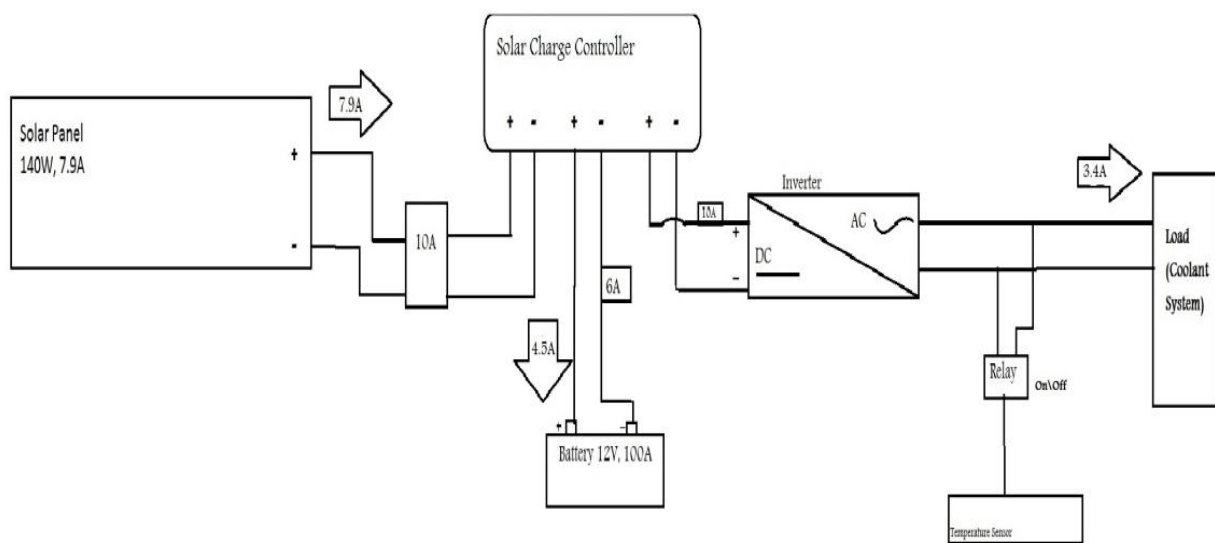 Solar Charge Controller
+ - + - + -
7.9A
Solar Panel
140W, 7.9A
+
-
10A
6A
4.5A
+ -
Battery 12V, 100A
10A
Inverter
AC
+
DC
-
3.4A
Load
(Coolant
System)
Relay
On\Off
Temperature Sensor